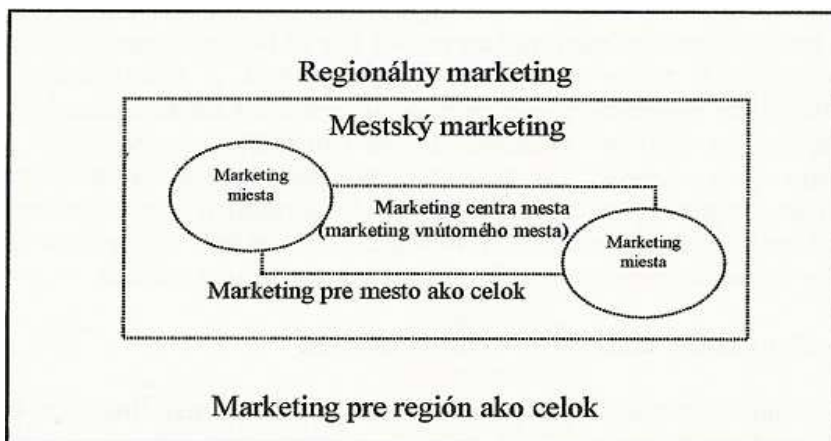 Regionálny marketing
Mestský marketing
Marketing
miesta
Marketing centra mesta
(marketing vnútorného mesta)
Marketing
miesta
Marketing pre mesto ako celok
Marketing pre región ako celok